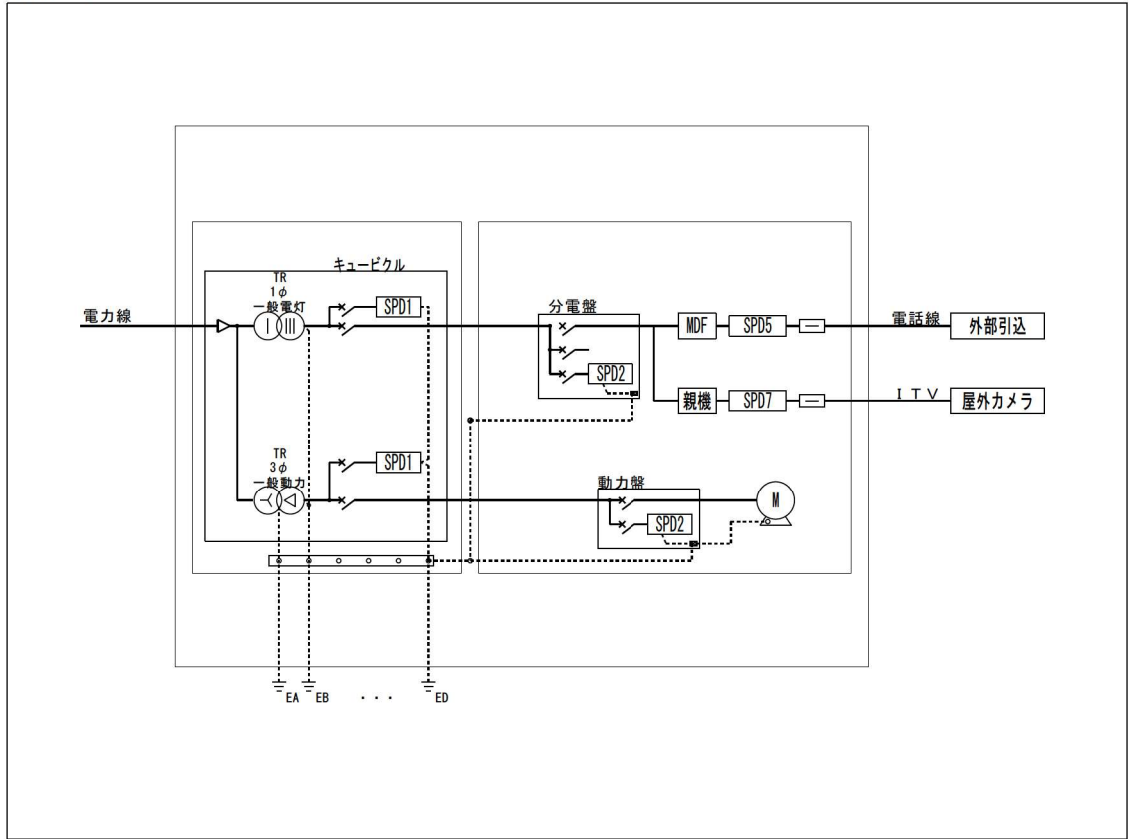 キュービクル
TR
1φ
一般電灯
SPD1
電力線
分電盤
SPD2
MDF
SPD5
電話線
外部引込
親機
SPD7
ＩＴＶ
屋外カメラ
TR
3φ
一般動力
SPD1
動力盤
SPD2
M
EA
EB
・・・
ED